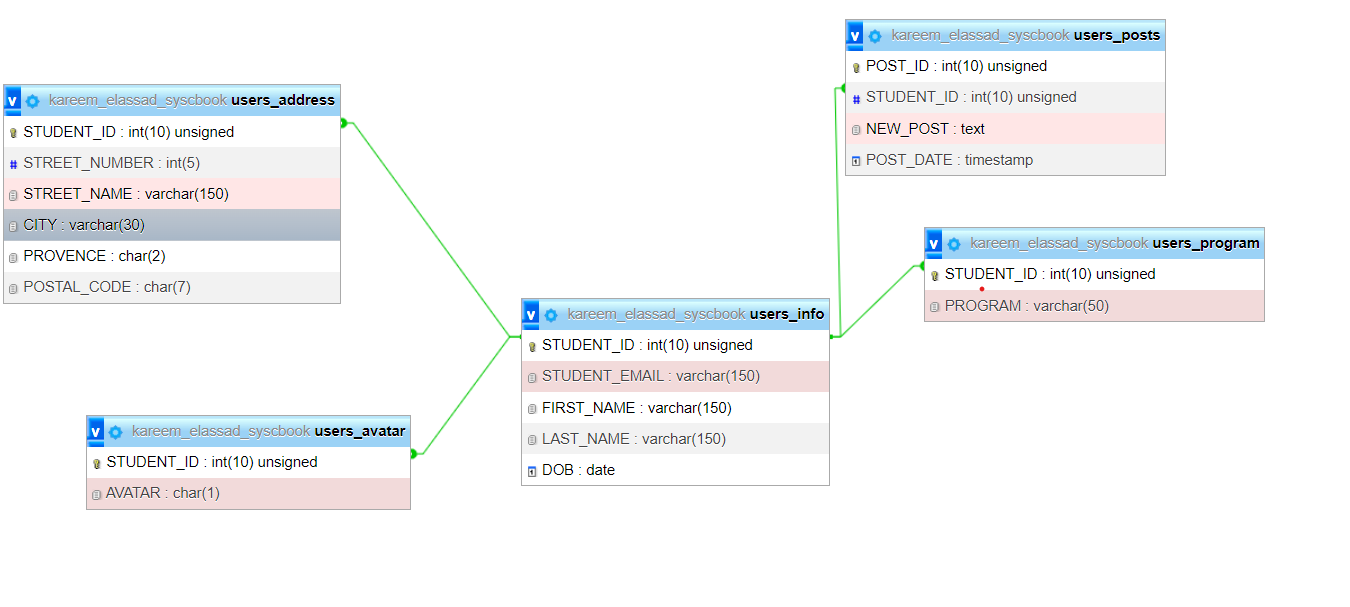 v kareem_elassad_syscbook users_address
STUDENT_ID : int(10) unsigned
# STREET_NUMBER : int(5)
STREET_NAME : varchar(150)
CITY : varchar(30)
PROVENCE : char(2)
POSTAL_CODE : char(7)
v kareem_elassad_syscbook users_avatar
STUDENT_ID : int(10) unsigned
AVATAR : char(1)
v kareem_elassad_syscbook users_info
STUDENT_ID : int(10) unsigned
STUDENT_EMAIL : varchar(150)
FIRST_NAME : varchar(150)
LAST_NAME : varchar(150)
DOB : date
v kareem_elassad_syscbook users_posts
POST_ID : int(10) unsigned
# STUDENT_ID : int(10) unsigned
NEW_POST : text
POST_DATE : timestamp
v kareem_elassad_syscbook users_program
STUDENT_ID : int(10) unsigned
PROGRAM : varchar(50)